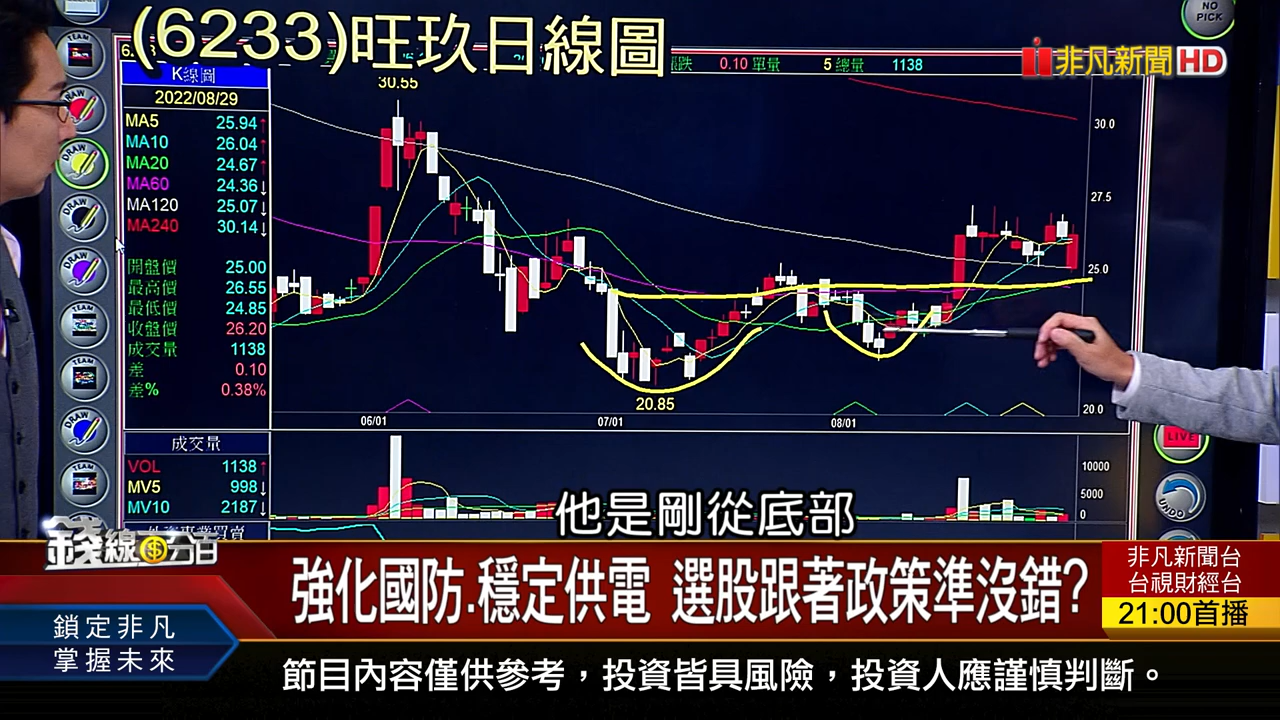 (6233)旺玖日線圖
NO PICK
非凡新聞HD
0.10 單量 5 總量 1138
K線圖
30.55
2022/08/29
MA5 25.94↑
MA10 26.04↑
MA20 24.67↑
MA60 24.36↓
MA120 25.07↓
MA240 30.14↓
開盤價 25.00
最高價 26.55
最低價 24.85
收盤價 26.20
成交量 1138
差 0.10
差% 0.38%
30.0
27.5
25.0
20.0
20.85
06/01
07/01
08/01
成交量
VOL 1138↑
MV5 998↓
MV10 2187↓
10000
5000
0
TEAM
DRAW
DRAW
DRAW
TEAM
TEAM
DRAW
TEAM
LIVE
UNDO
他是剛從底部
錢線百分百
強化國防.穩定供電 選股跟著政策準沒錯?
非凡新聞台
台視財經台
21:00首播
鎖定非凡
掌握未來
節目內容僅供參考，投資皆具風險，投資人應謹慎判斷。